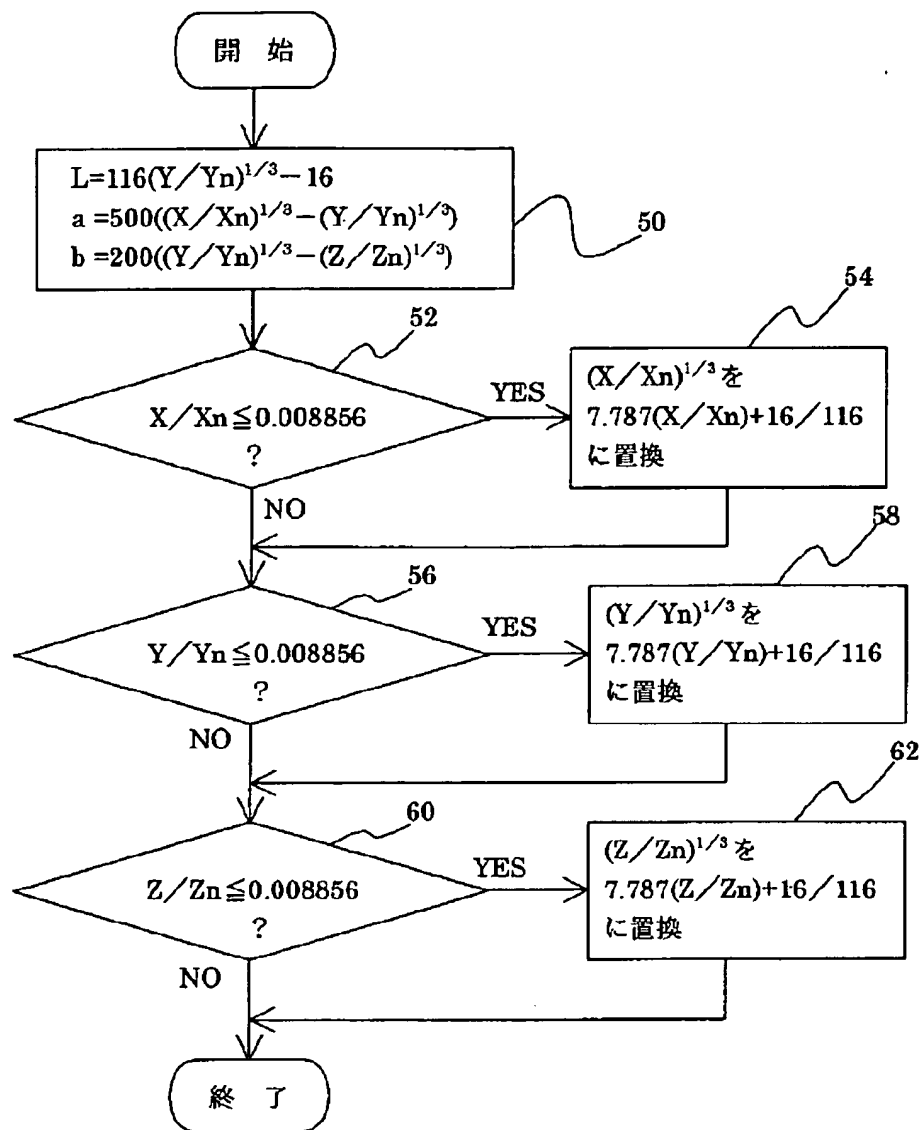 開 始
L=116(Y/Yn)^{1/3}−16
a =500((X/Xn)^{1/3}−(Y/Yn)^{1/3})
b =200((Y/Yn)^{1/3}−(Z/Zn)^{1/3})
50
52
X/Xn≦0.008856
?
YES
NO
54
(X/Xn)^{1/3} を
7.787(X/Xn)+16/116
に置換
56
Y/Yn≦0.008856
?
YES
NO
58
(Y/Yn)^{1/3} を
7.787(Y/Yn)+16/116
に置換
60
Z/Zn≦0.008856
?
YES
NO
62
(Z/Zn)^{1/3} を
7.787(Z/Zn)+16/116
に置換
終 了